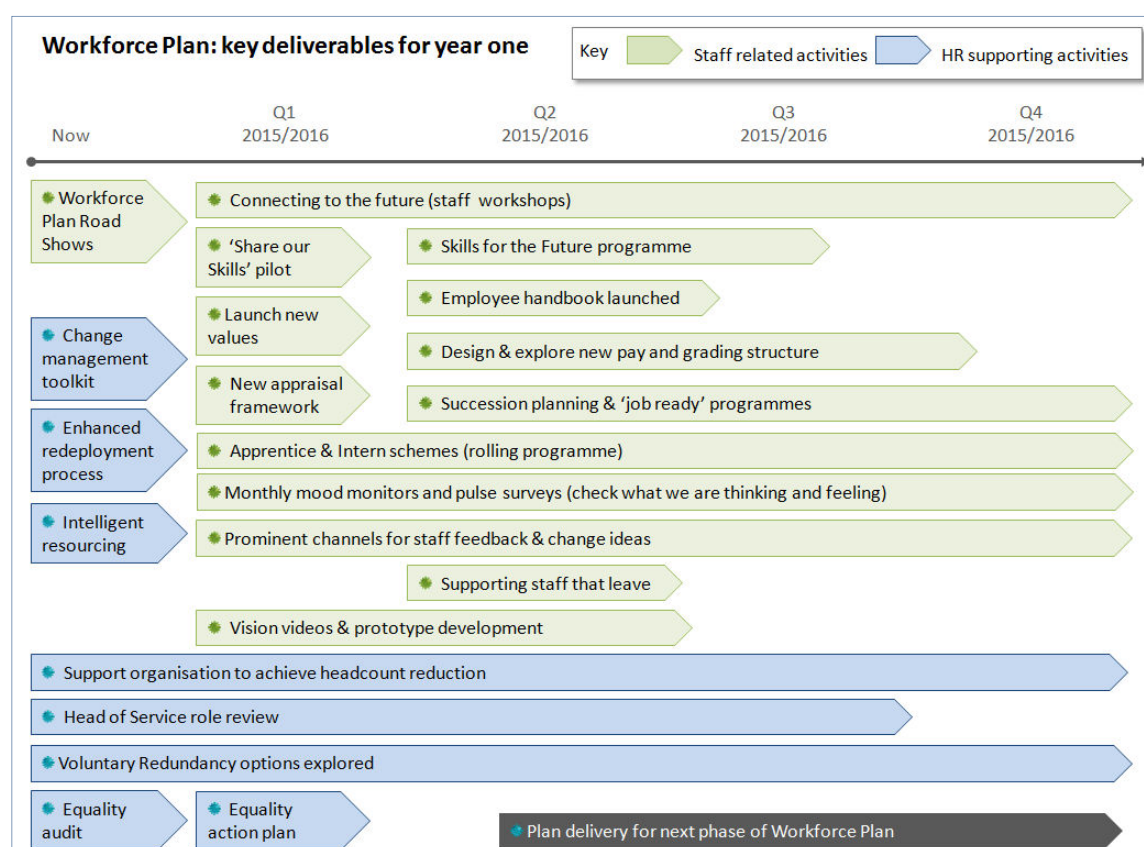 Workforce Plan: key deliverables for year one
Key
Staff related activities
HR supporting activities
Now
Q1
2015/2016
Q2
2015/2016
Q3
2015/2016
Q4
2015/2016
Workforce
Plan Road
Shows
Connecting to the future (staff workshops)
‘Share our
Skills’ pilot
Skills for the Future programme
Employee handbook launched
Launch new
values
Change
management
toolkit
Design & explore new pay and grading structure
New appraisal
framework
Succession planning & ‘job ready’ programmes
Enhanced
redeployment
process
Apprentice & Intern schemes (rolling programme)
Monthly mood monitors and pulse surveys (check what we are thinking and feeling)
Intelligent
resourcing
Prominent channels for staff feedback & change ideas
Supporting staff that leave
Vision videos & prototype development
Support organisation to achieve headcount reduction
Head of Service role review
Voluntary Redundancy options explored
Equality
audit
Equality
action plan
Plan delivery for next phase of Workforce Plan